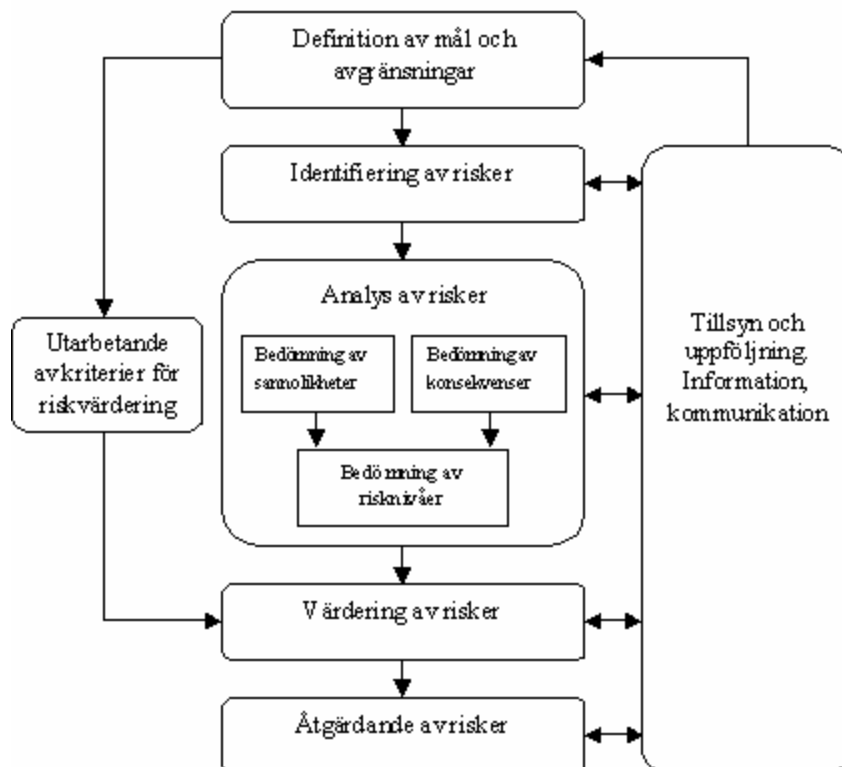 Definition av mål och
avgränsningar
Identifiering av risker
Analys av risker
Bedömning av
sannolikheter
Bedömning av
konsekvenser
Bedömning av
risknivåer
Utarbetande
av kriterier för
riskvärdering
Tillsyn och
uppföljning.
Information,
kommunikation
Värdering av risker
Åtgärdande av risker